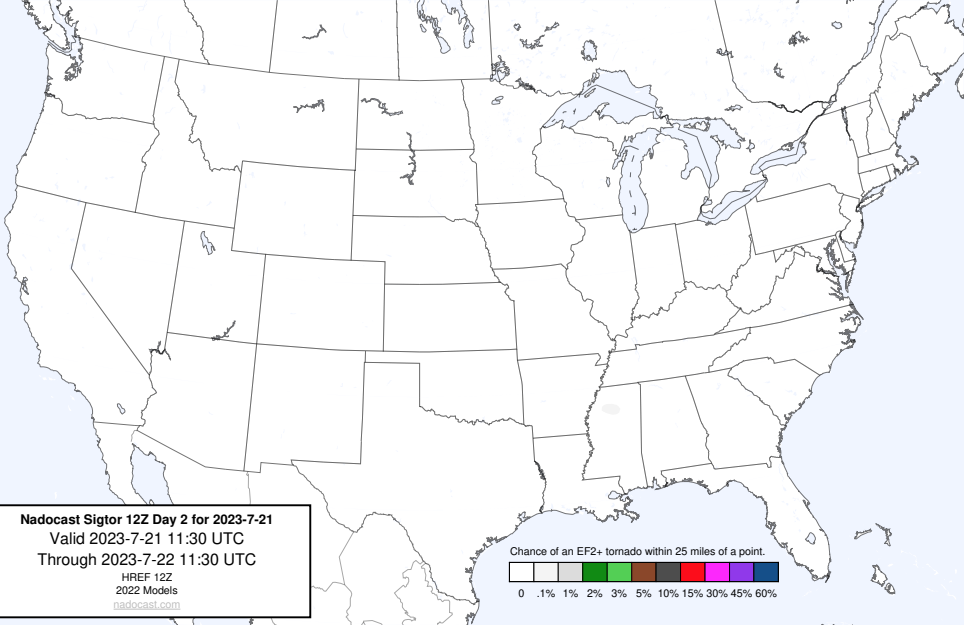 Nadocast Sigtor 12Z Day 2 for 2023-7-21
Valid 2023-7-21 11:30 UTC
Through 2023-7-22 11:30 UTC
HREF 12Z
2022 Models
nadocast.com
Chance of an EF2+ tornado within 25 miles of a point.
0 .1% 1% 2% 3% 5% 10% 15% 30% 45% 60%